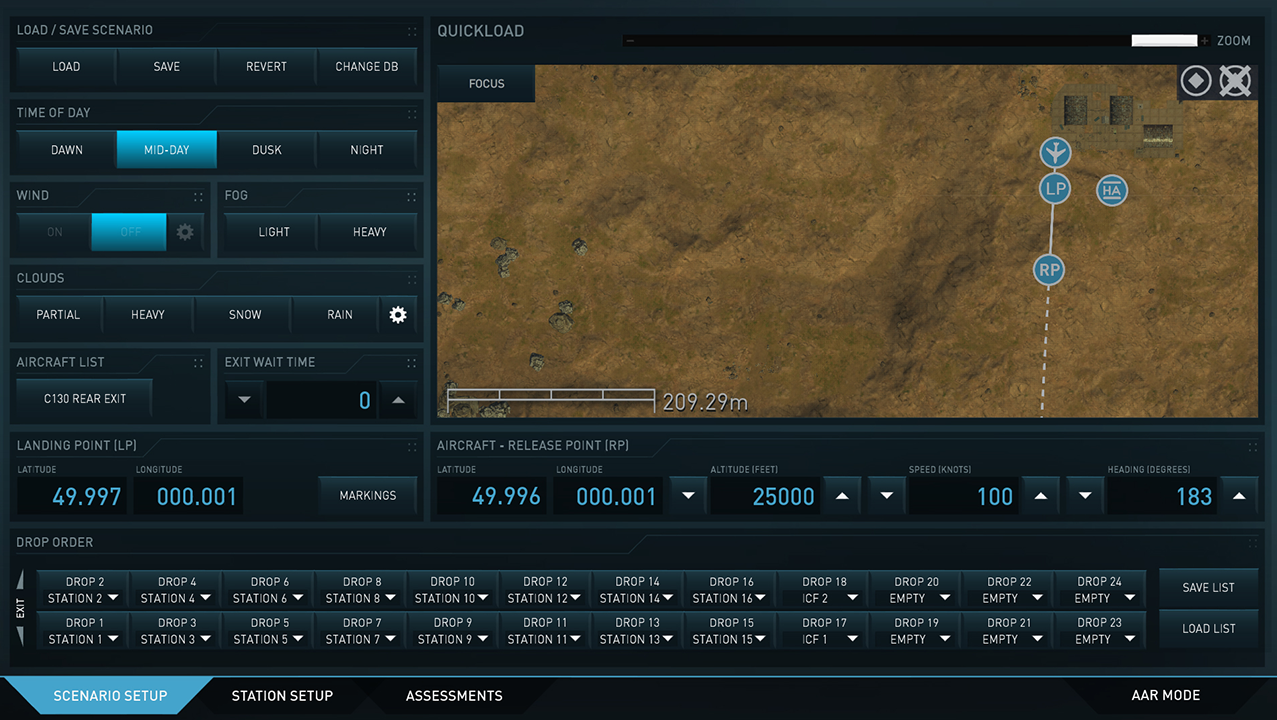 LOAD / SAVE SCENARIO
LOAD SAVE REVERT CHANGE DB
TIME OF DAY
DAWN MID-DAY DUSK NIGHT
WIND
ON OFF
FOG
LIGHT HEAVY
CLOUDS
PARTIAL HEAVY SNOW RAIN
AIRCRAFT LIST
C130 REAR EXIT
EXIT WAIT TIME
0
QUICKLOAD
- + ZOOM
FOCUS
LP HA
RP
209.29m
LANDING POINT (LP)
LATITUDE LONGITUDE
49.997 000.001 MARKINGS
AIRCRAFT - RELEASE POINT (RP)
LATITUDE LONGITUDE ALTITUDE (FEET) SPEED (KNOTS) HEADING (DEGREES)
49.996 000.001 25000 100 183
DROP ORDER
EXIT
DROP 2 DROP 4 DROP 6 DROP 8 DROP 10 DROP 12 DROP 14 DROP 16 DROP 18 DROP 20 DROP 22 DROP 24
STATION 2 STATION 4 STATION 6 STATION 8 STATION 10 STATION 12 STATION 14 STATION 16 ICF 2 EMPTY EMPTY EMPTY
DROP 1 DROP 3 DROP 5 DROP 7 DROP 9 DROP 11 DROP 13 DROP 15 DROP 17 DROP 19 DROP 21 DROP 23
STATION 1 STATION 3 STATION 5 STATION 7 STATION 9 STATION 11 STATION 13 STATION 15 ICF 1 EMPTY EMPTY EMPTY
SAVE LIST
LOAD LIST
SCENARIO SETUP STATION SETUP ASSESSMENTS AAR MODE